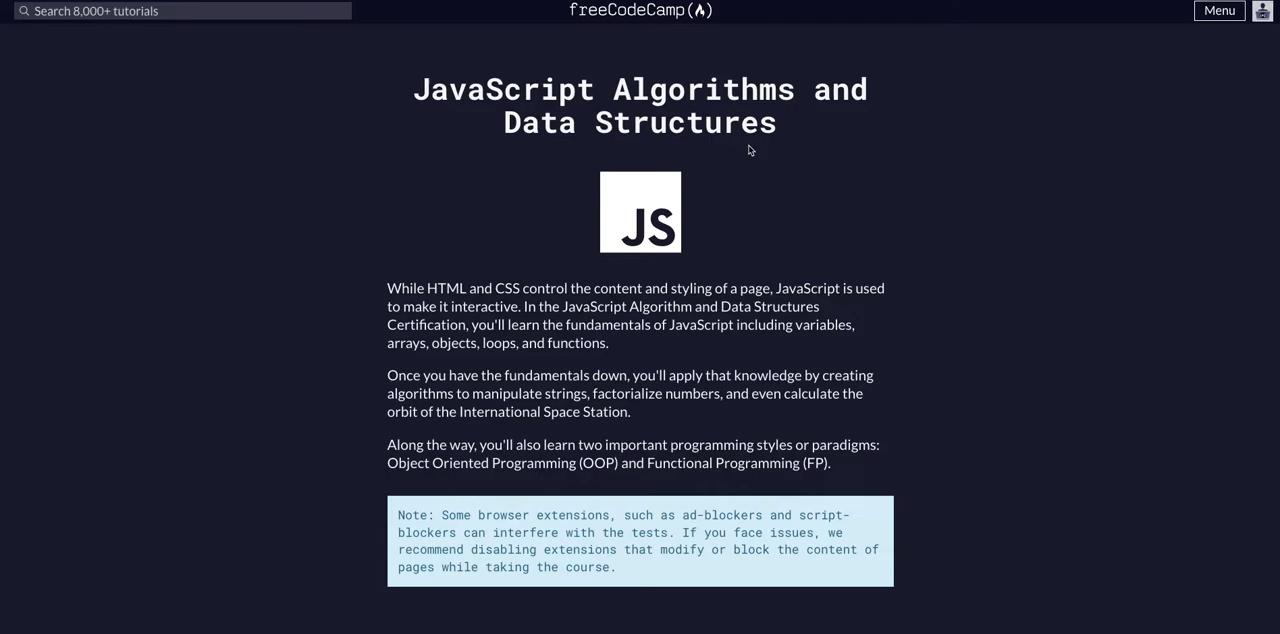 Search 8,000+ tutorials
freeCodeCamp
Menu
JavaScript Algorithms and
Data Structures
JS
While HTML and CSS control the content and styling of a page, JavaScript is used
to make it interactive. In the JavaScript Algorithm and Data Structures
Certification, you'll learn the fundamentals of JavaScript including variables,
arrays, objects, loops, and functions.
Once you have the fundamentals down, you'll apply that knowledge by creating
algorithms to manipulate strings, factorialize numbers, and even calculate the
orbit of the International Space Station.
Along the way, you'll also learn two important programming styles or paradigms:
Object Oriented Programming (OOP) and Functional Programming (FP).
Note: Some browser extensions, such as ad-blockers and script-
blockers can interfere with the tests. If you face issues, we
recommend disabling extensions that modify or block the content of
pages while taking the course.